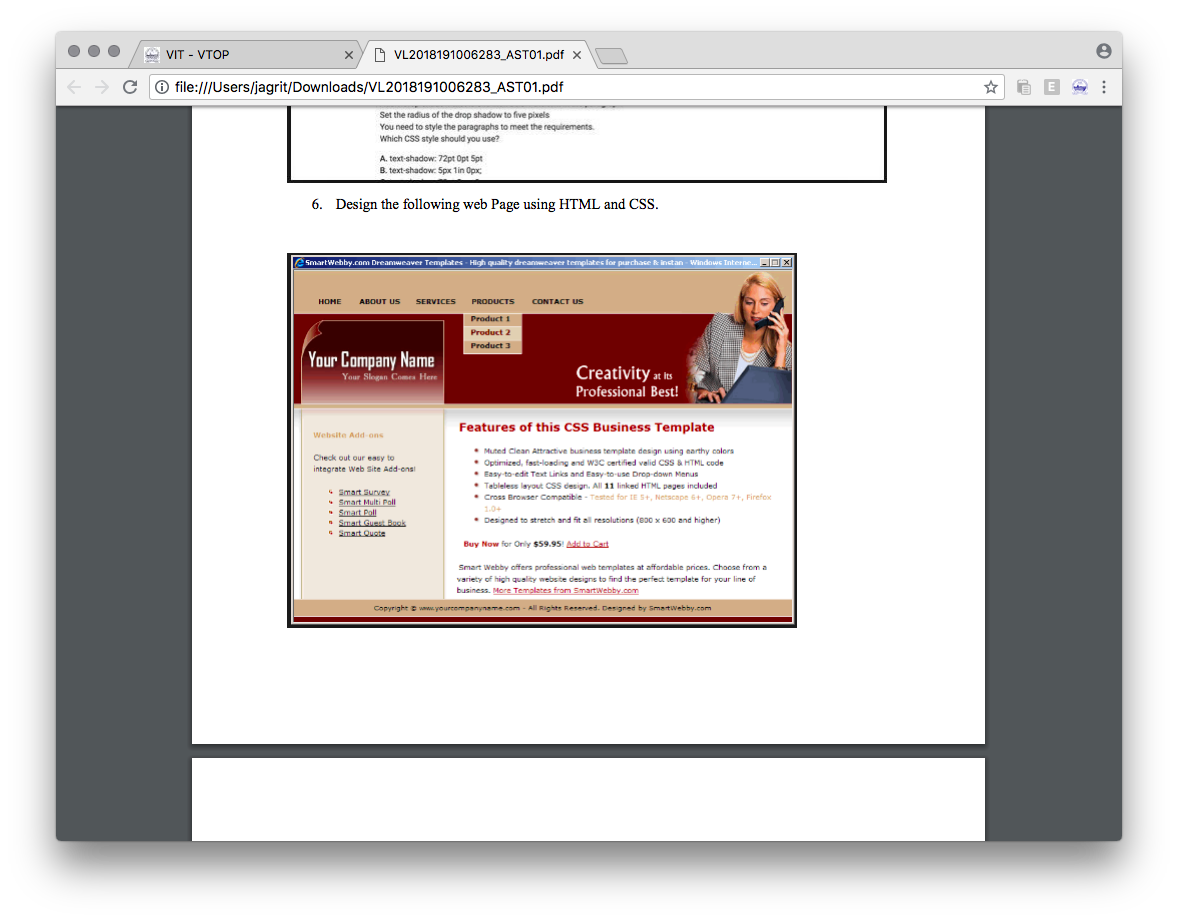 VIT - VTOP
VL2018191006283_AST01.pdf
file:///Users/jagrit/Downloads/VL2018191006283_AST01.pdf
E
Set the radius of the drop shadow to five pixels
You need to style the paragraphs to meet the requirements.
Which CSS style should you use?
A. text-shadow: 72pt 0pt 5pt
B. text-shadow: 5px 1in 0px;
6. Design the following web Page using HTML and CSS.
SmartWebby.com Dreamweaver Templates - High quality dreamweaver templates for purchase & instan - Windows Interne...
HOME ABOUT US SERVICES PRODUCTS CONTACT US
Product 1
Product 2
Product 3
Your Company Name
Your Slogan Comes Here
Creativity at its
Professional Best!
Website Add-ons
Check out our easy to
integrate Web Site Add-ons!
Smart Survey
Smart Multi Poll
Smart Poll
Smart Guest Book
Smart Quote
Features of this CSS Business Template
Muted Clean Attractive business template design using earthy colors
Optimized, fast-loading and W3C certified valid CSS & HTML code
Easy-to-edit Text Links and Easy-to-use Drop-down Menus
Tableless layout CSS design. All 11 linked HTML pages included
Cross Browser Compatible - Tested for IE 5+, Netscape 6+, Opera 7+, Firefox
1.0+
Designed to stretch and fit all resolutions (800 x 600 and higher)
Buy Now for Only $59.95! Add to Cart
Smart Webby offers professional web templates at affordable prices. Choose from a
variety of high quality website designs to find the perfect template for your line of
business. More Templates from SmartWebby.com
Copyright © www.yourcompanyname.com - All Rights Reserved. Designed by SmartWebby.com